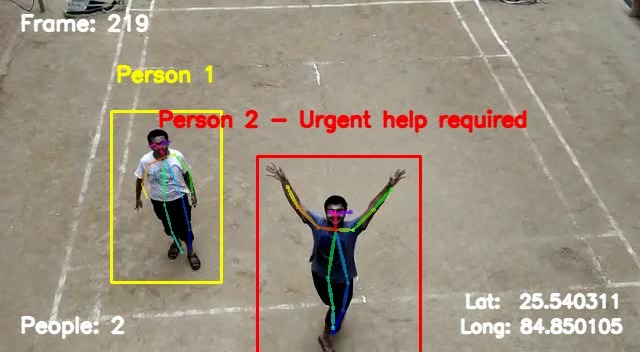 Frame: 219
Person 1
Person 2 - Urgent help required
Lat: 25.540311
People: 2
Long: 84.850105